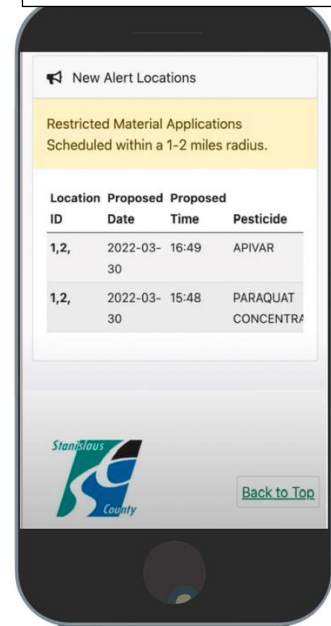 New Alert Locations
Restricted Material Applications
Scheduled within a 1-2 miles radius.
Location Proposed Proposed
ID Date Time Pesticide
1,2, 2022-03- 16:49 APIVAR
30
1,2, 2022-03- 15:48 PARAQUAT
30 CONCENTRA
Stanislaus
County
Back to Top